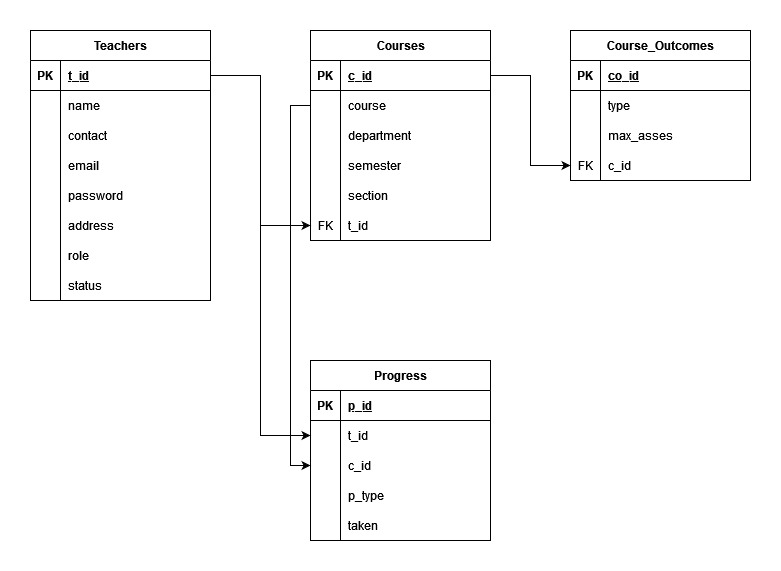 Teachers
PK t_id
name
contact
email
password
address
role
status
Courses
PK c_id
course
department
semester
section
FK t_id
Course_Outcomes
PK co_id
type
max_asses
FK c_id
Progress
PK p_id
t_id
c_id
p_type
taken